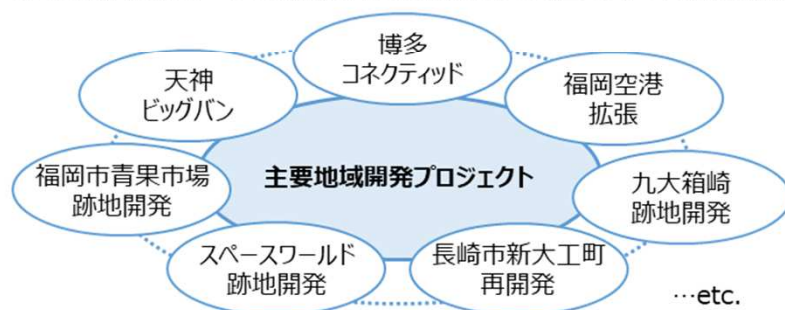 博多
コネクティッド
天神
ビッグバン
福岡空港
拡張
福岡市青果市場
跡地開発
主要地域開発プロジェクト
九大箱崎
跡地開発
スペースワールド
跡地開発
長崎市新大工町
再開発
…etc.